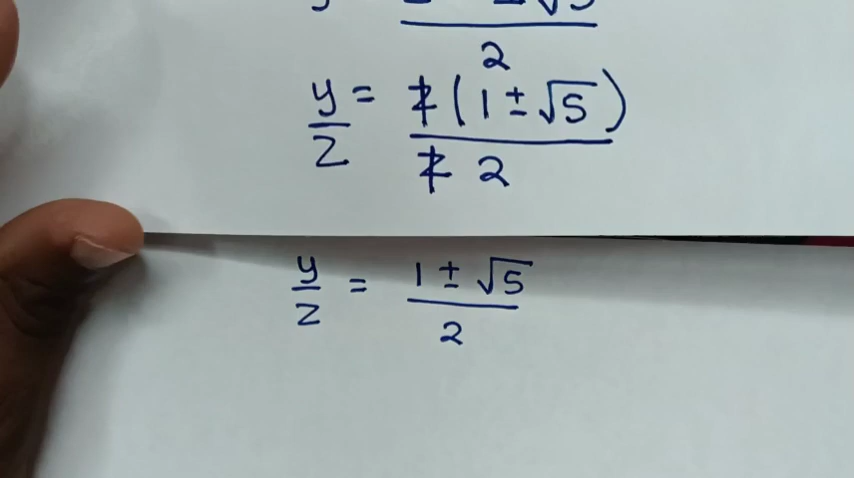 2
y/z = z(1 ± √5)/z 2
y/z = 1 ± √5/2